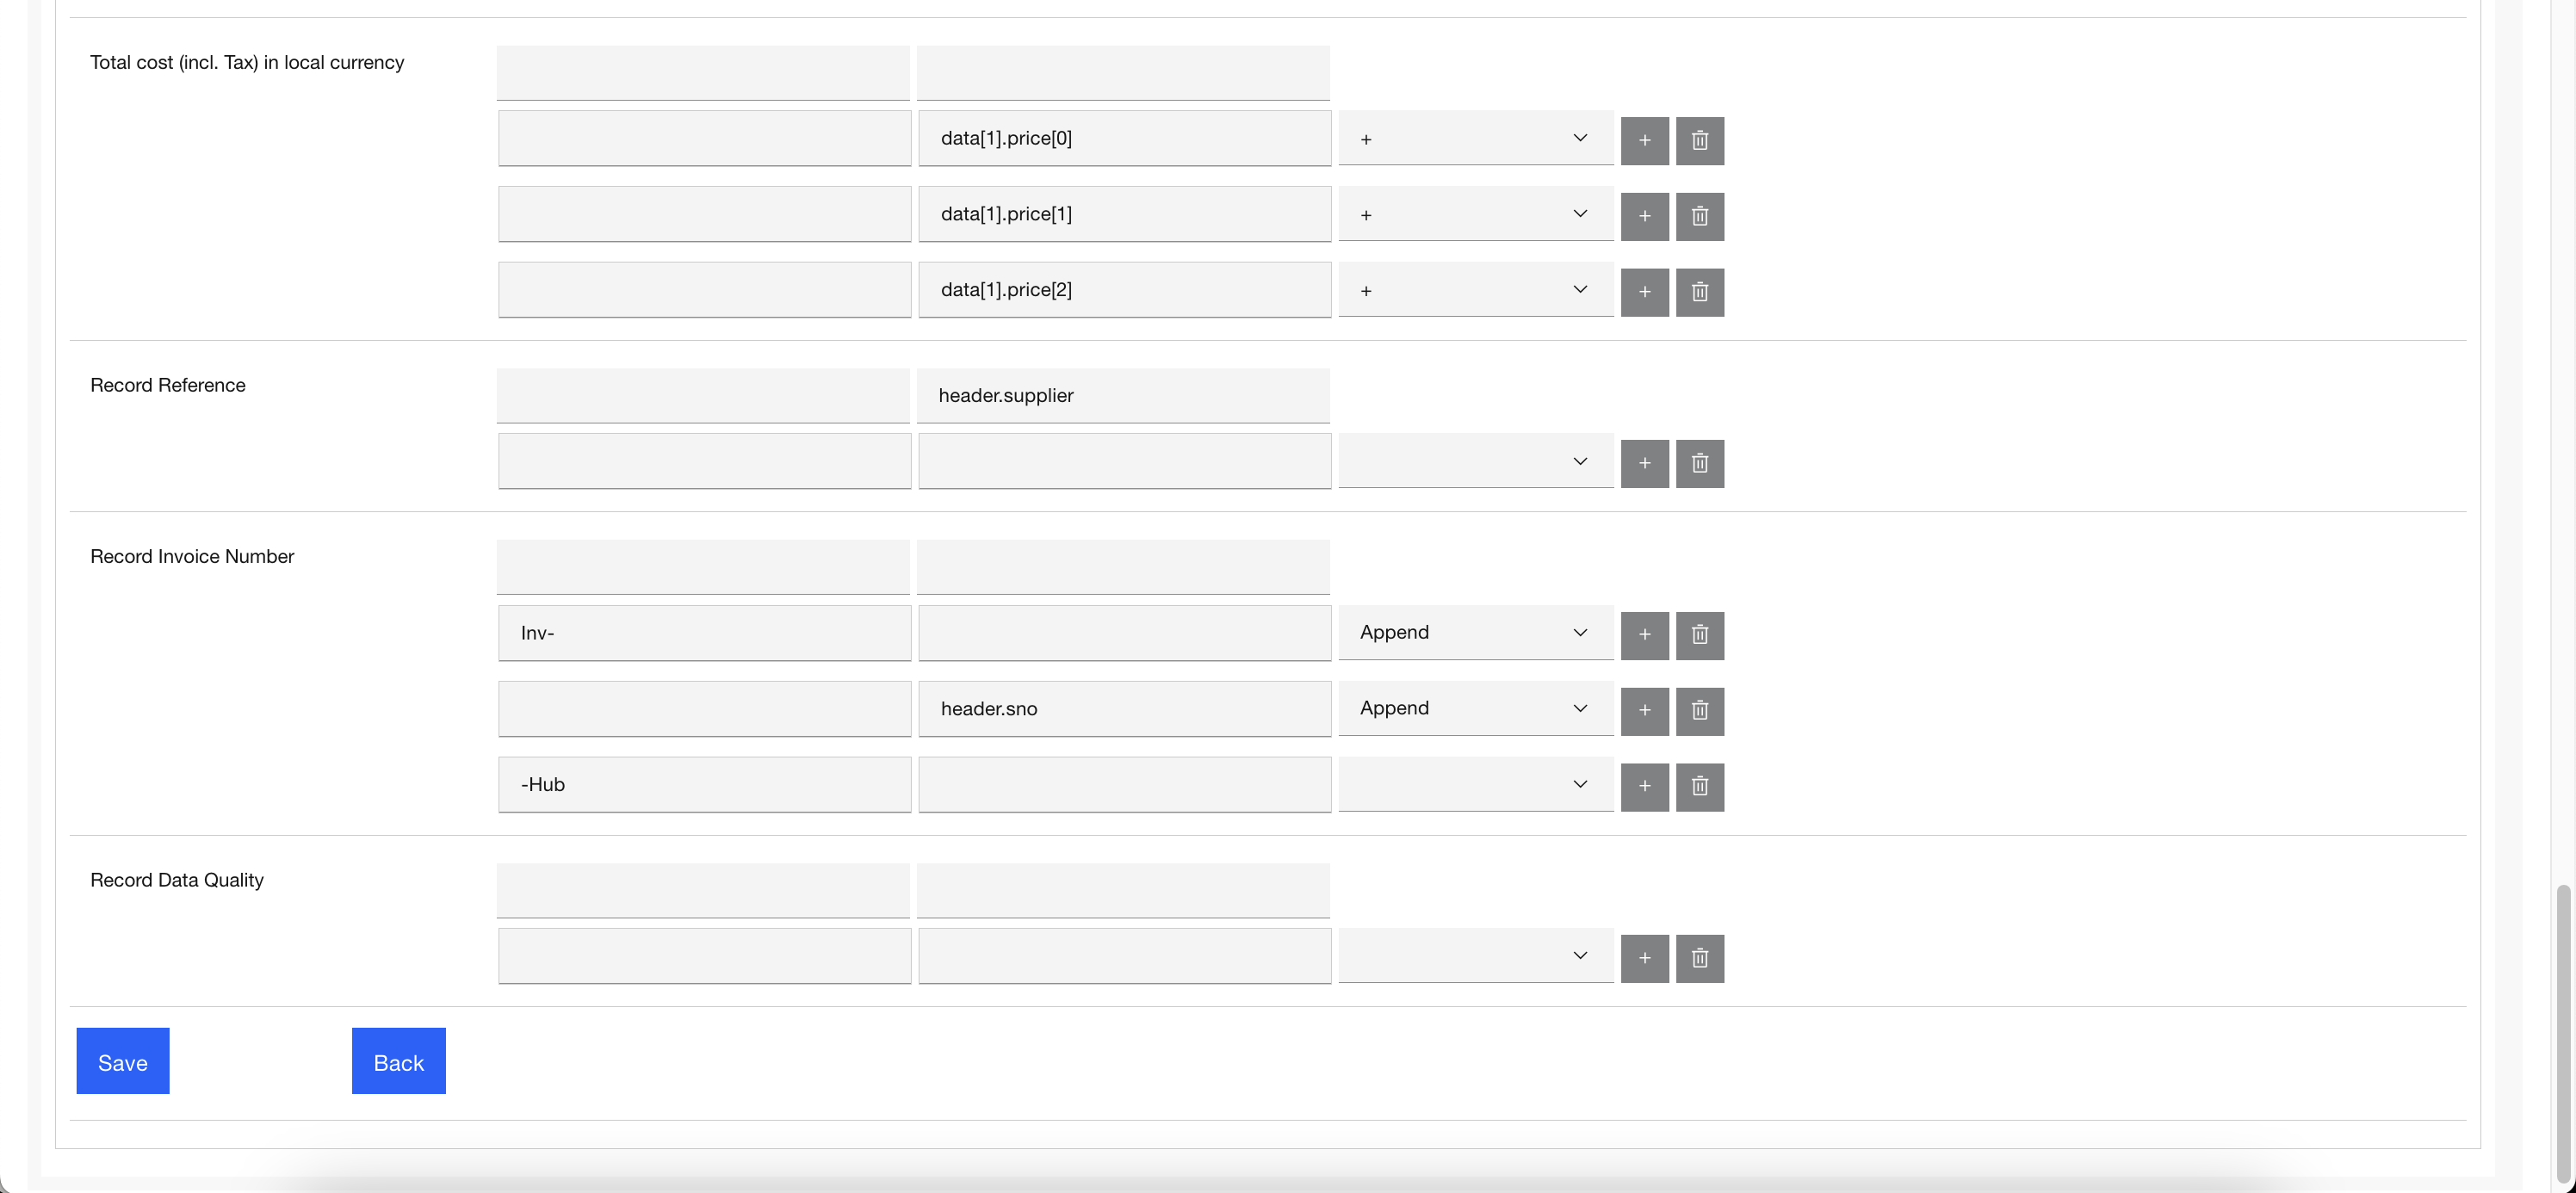 Total cost (incl. Tax) in local currency
data[1].price[0] +
data[1].price[1] +
data[1].price[2] +
Record Reference header.supplier
Record Invoice Number
Inv- Append
header.sno Append
-Hub
Record Data Quality
Save Back